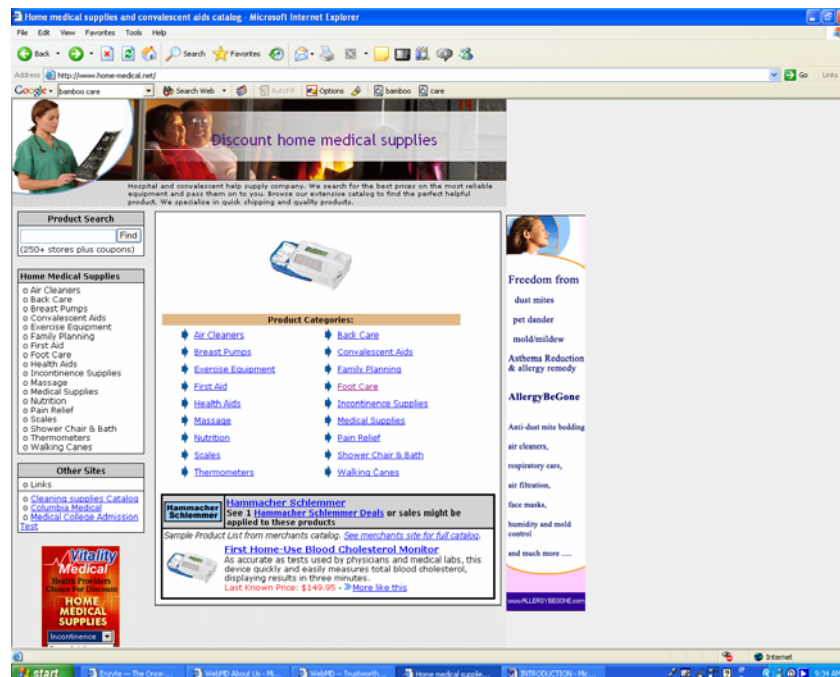 Home medical supplies and convalescent aids catalog - Microsoft Internet Explorer
File Edit View Favorites Tools Help
Back Search Favorites
Address http://www.home-medical.net/ Go Links
Google bamboo care Search Web AutoFill Options bamboo care
Discount home medical supplies
Hospital and convalescent help supply company. We search for the best prices on the most reliable
equipment and pass them on to you. Browse our extensive catalog to find the perfect helpful
product. We specialize in quick shipping and quality products.
Product Search
Find
(250+ stores plus coupons)
Home Medical Supplies
o Air Cleaners
o Back Care
o Breast Pumps
o Convalescent Aids
o Exercise Equipment
o Family Planning
o First Aid
o Foot Care
o Health Aids
o Incontinence Supplies
o Massage
o Medical Supplies
o Nutrition
o Pain Relief
o Scales
o Shower Chair & Bath
o Thermometers
o Walking Canes
Other Sites
o Links
o Cleaning supplies Catalog
o Columbia Medical
o Medical College Admission
Test
Vitality
Medical
Health Providers
Choice For Discount
HOME
MEDICAL
SUPPLIES
Incontinence
Product Categories:
Air Cleaners Back Care
Breast Pumps Convalescent Aids
Exercise Equipment Family Planning
First Aid Foot Care
Health Aids Incontinence Supplies
Massage Medical Supplies
Nutrition Pain Relief
Scales Shower Chair & Bath
Thermometers Walking Canes
Hammacher
Schlemmer
Hammacher Schlemmer
See 1 Hammacher Schlemmer Deals or sales might be
applied to these products
Sample Product List from merchants catalog. See merchants site for full catalog.
First Home-Use Blood Cholesterol Monitor
As accurate as tests used by physicians and medical labs, this
device quickly and easily measures total blood cholesterol,
displaying results in three minutes.
Last Known Price: $149.95 - More like this
Freedom from
dust mites
pet dander
mold/mildew
Asthema Reduction
& allergy remedy
AllergyBeGone
Anti-dust mite bedding
air cleaners,
respiratory care,
air filtration,
face masks,
humidity and mold
control
and much more .....
www.ALLERGYBEGONE.com
Internet
start Enzyte — The Once-... WebMD About Us - Mi... WebMD — Trustworth... Home medical supplie... INTRODUCTION - Mic... 9:34 AM